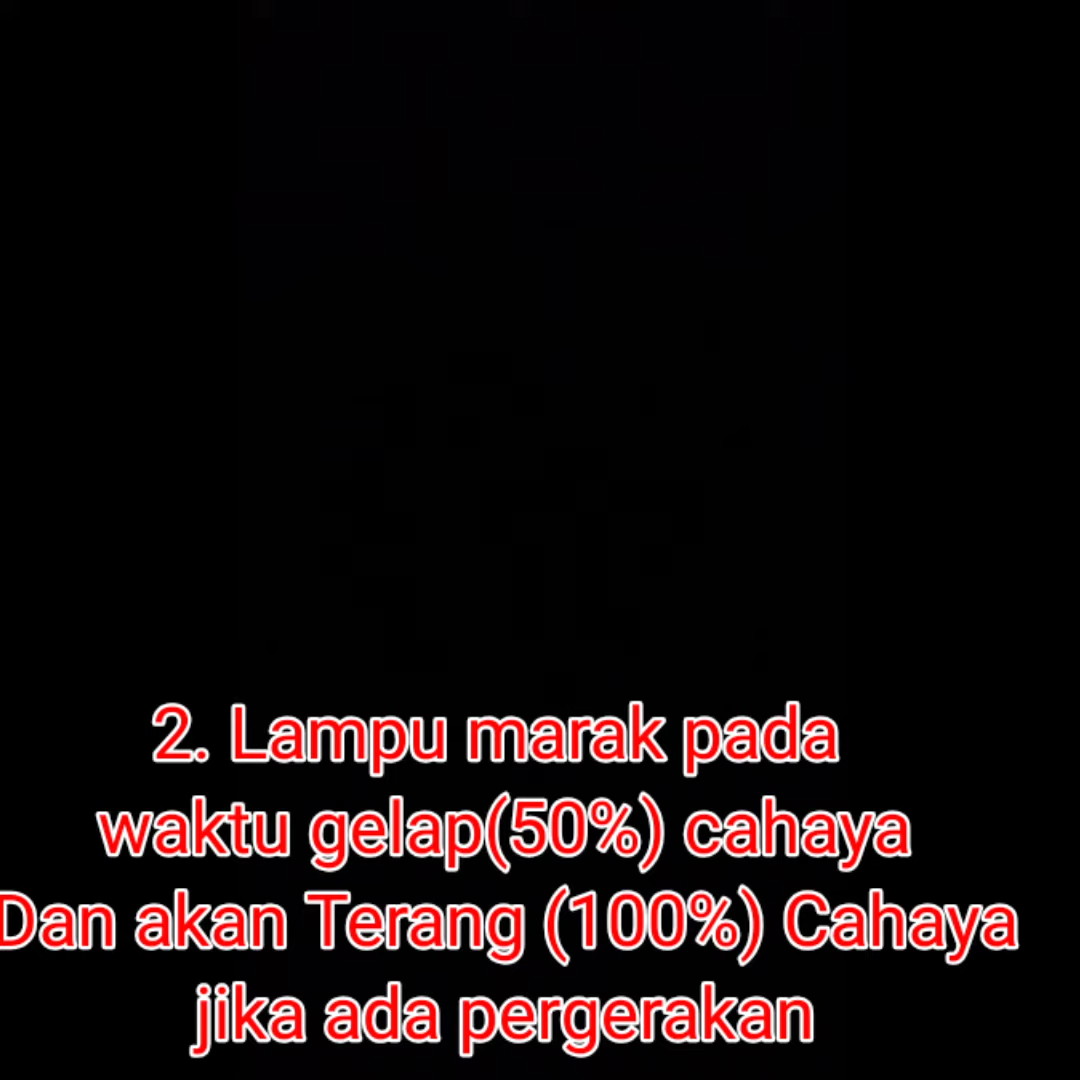 2. Lampu marak pada
waktu gelap(50%) cahaya
Dan akan Terang (100%) Cahaya
jika ada pergerakan